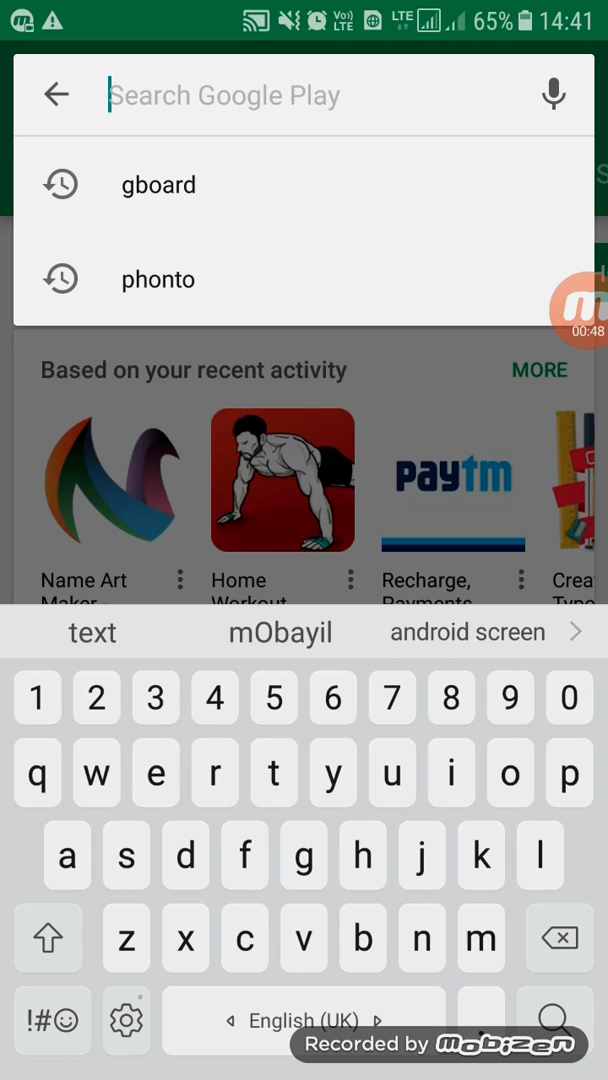 Vo) LTE LTE 65% 14:41
Search Google Play
gboard
phonto
00:48
Based on your recent activity MORE
paytm
Name Art
Home
Recharge,
Maker -
Workout
Payments
text mObayil android screen
1 2 3 4 5 6 7 8 9 0
q w e r t y u i o p
a s d f g h j k l
z x c v b n m
!#☺ English (UK) .
Recorded by mobizen